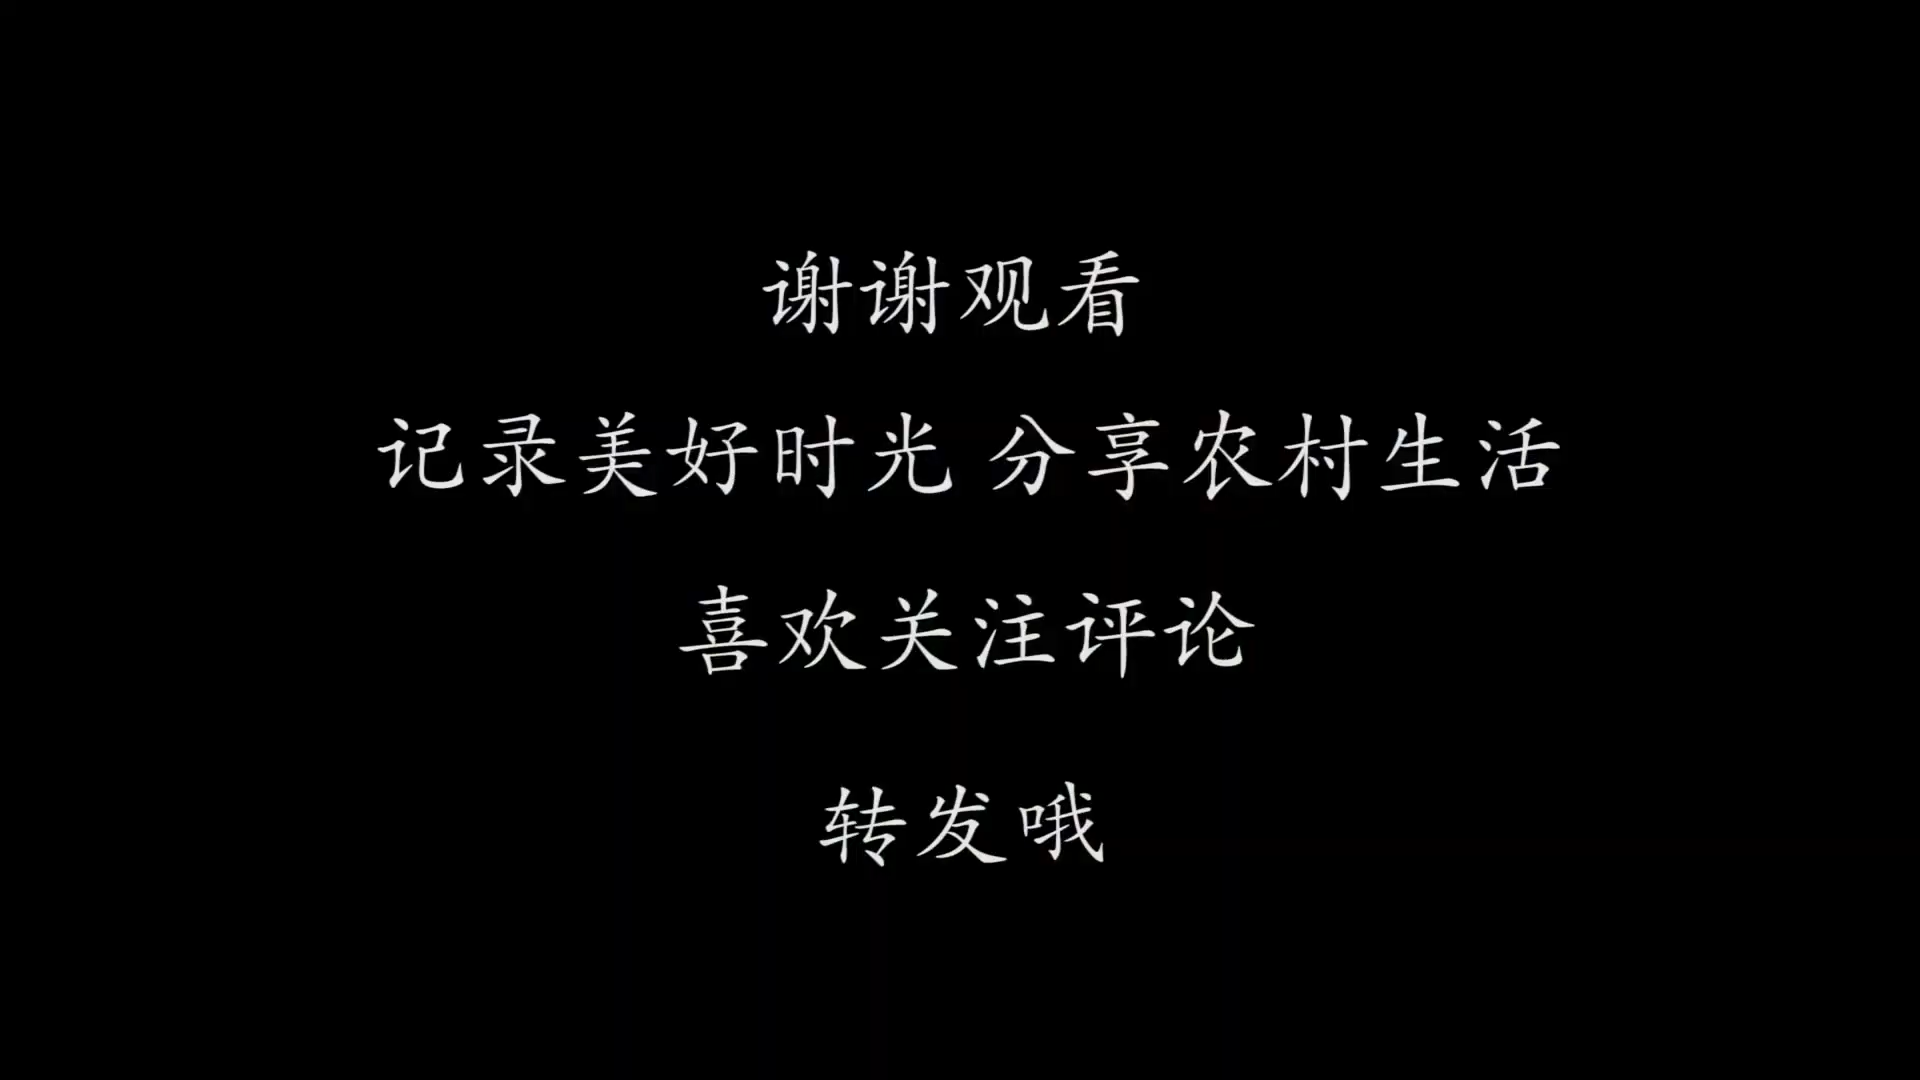 谢谢观看
记录美好时光 分享农村生活
喜欢关注评论
转发哦